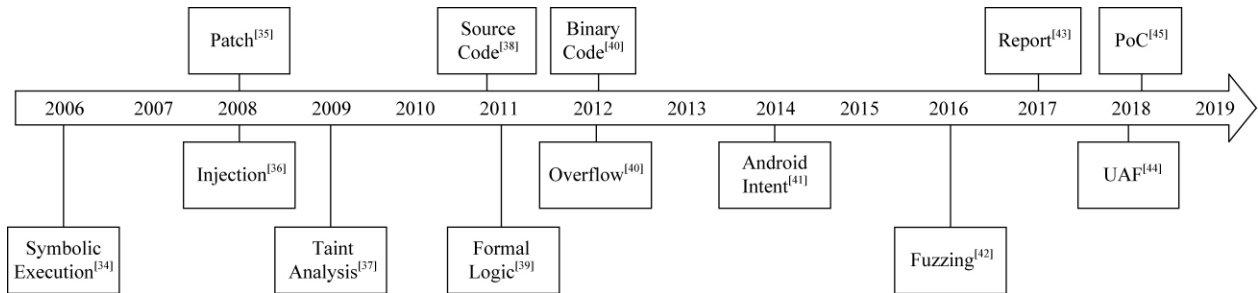 Patch[35]
Source
Code[38]
Binary
Code[40]
Report[43]
PoC[45]
2006 2007 2008 2009 2010 2011 2012 2013 2014 2015 2016 2017 2018 2019
Injection[36]
Overflow[40]
Android
Intent[41]
UAF[44]
Symbolic
Execution[34]
Taint
Analysis[37]
Formal
Logic[39]
Fuzzing[42]